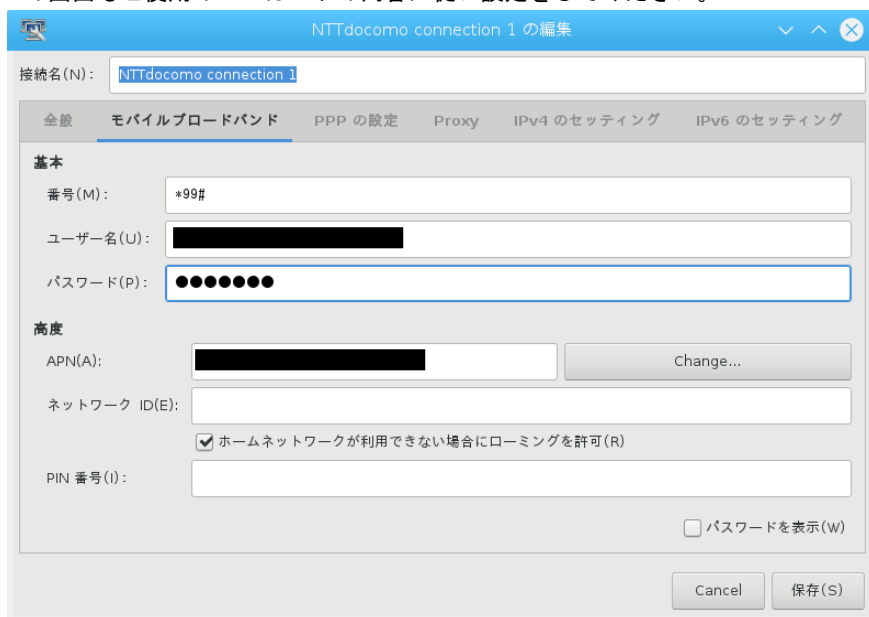 NTTdocomo connection 1 の編集
接続名(N): NTTdocomo connection 1
全般 モバイルブロードバンド PPP の設定 Proxy IPv4 のセッティング IPv6 のセッティング
基本
番号(M): *99#
ユーザー名(U):
パスワード(P): ●●●●●●●
高度
APN(A): Change...
ネットワーク ID(E):
ホームネットワークが利用できない場合にローミングを許可(R)
PIN 番号(I):
パスワードを表示(W)
Cancel 保存(S)